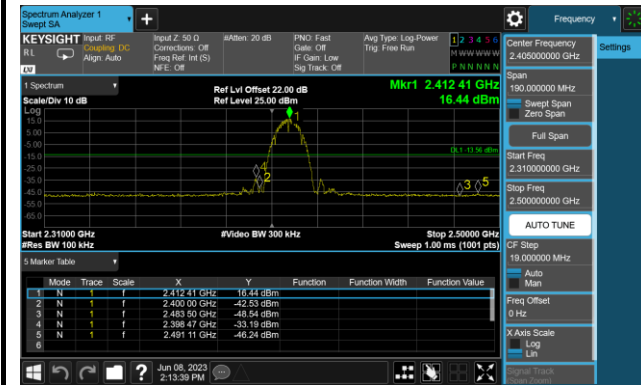 Spectrum Analyzer 1
Swept SA
+
Frequency
KEYSIGHT
RL
LXI
Input: RF
Coupling: DC
Align: Auto
Input Z: 50 Ω
Corrections: Off
Freq Ref: Int (S)
NFE: Off
#Atten: 20 dB
PNO: Fast
Gate: Off
IF Gain: Low
Sig Track: Off
Avg Type: Log-Power
Trig: Free Run
1 2 3 4 5 6
M W W W W W
P N N N N N
Settings
1 Spectrum
Scale/Div 10 dB
Ref Lvl Offset 22.00 dB
Ref Level 25.00 dBm
Mkr1 2.412 41 GHz
16.44 dBm
Log
15.0
5.00
-5.00
-15.0
-25.0
-35.0
-45.0
-55.0
-65.0
1
DL1 -13.56 dBm
4
2
3
5
Start 2.31000 GHz
#Res BW 100 kHz
#Video BW 300 kHz
Stop 2.50000 GHz
Sweep 1.00 ms (1001 pts)
5 Marker Table
Mode Trace Scale X Y Function Function Width Function Value
1 N 1 f 2.412 41 GHz 16.44 dBm
2 N 1 f 2.400 00 GHz -42.53 dBm
3 N 1 f 2.483 50 GHz -48.54 dBm
4 N 1 f 2.398 47 GHz -33.19 dBm
5 N 1 f 2.491 11 GHz -46.24 dBm
6
Center Frequency
2.405000000 GHz
Span
190.000000 MHz
Swept Span
Zero Span
Full Span
Start Freq
2.310000000 GHz
Stop Freq
2.500000000 GHz
AUTO TUNE
CF Step
19.000000 MHz
Auto
Man
Freq Offset
0 Hz
X Axis Scale
Log
Lin
Signal Track
(Span Zoom)
?
Jun 08, 2023
2:13:39 PM